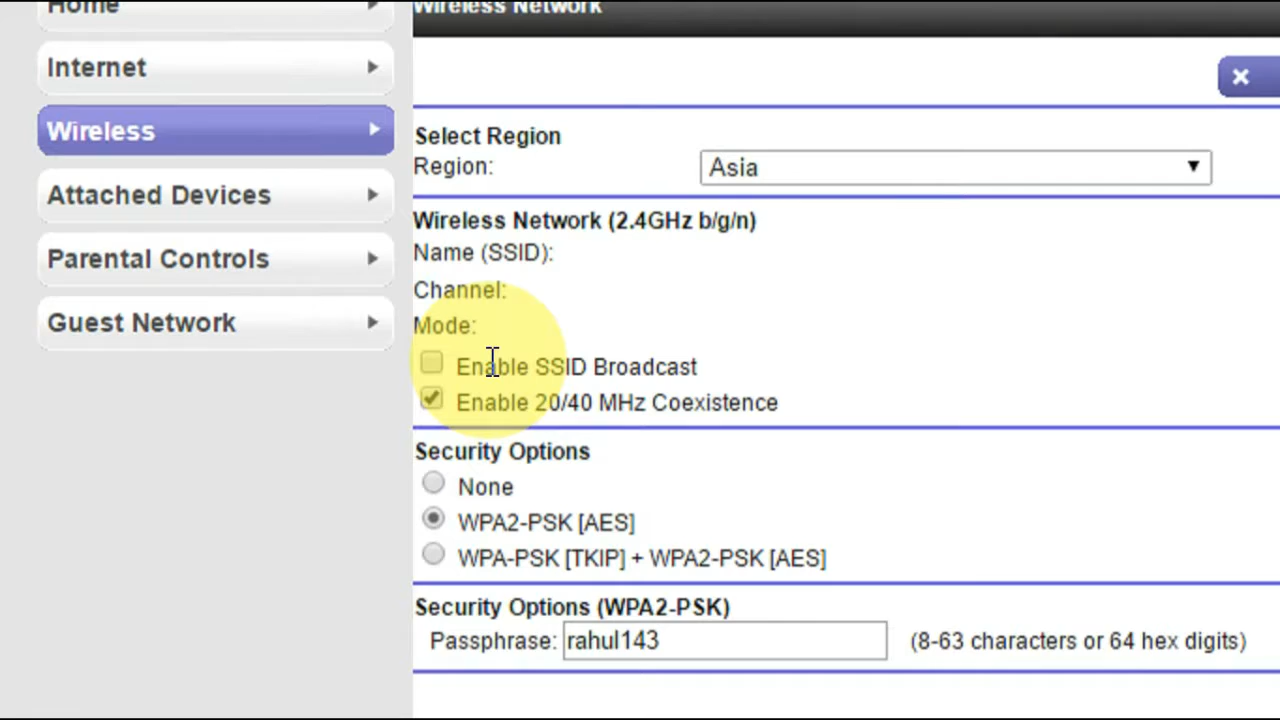 Home
Internet
Wireless
Attached Devices
Parental Controls
Guest Network
Wireless Network
Select Region
Region: Asia
Wireless Network (2.4GHz b/g/n)
Name (SSID):
Channel:
Mode:
Enable SSID Broadcast
Enable 20/40 MHz Coexistence
Security Options
None
WPA2-PSK [AES]
WPA-PSK [TKIP] + WPA2-PSK [AES]
Security Options (WPA2-PSK)
Passphrase: rahul143 (8-63 characters or 64 hex digits)